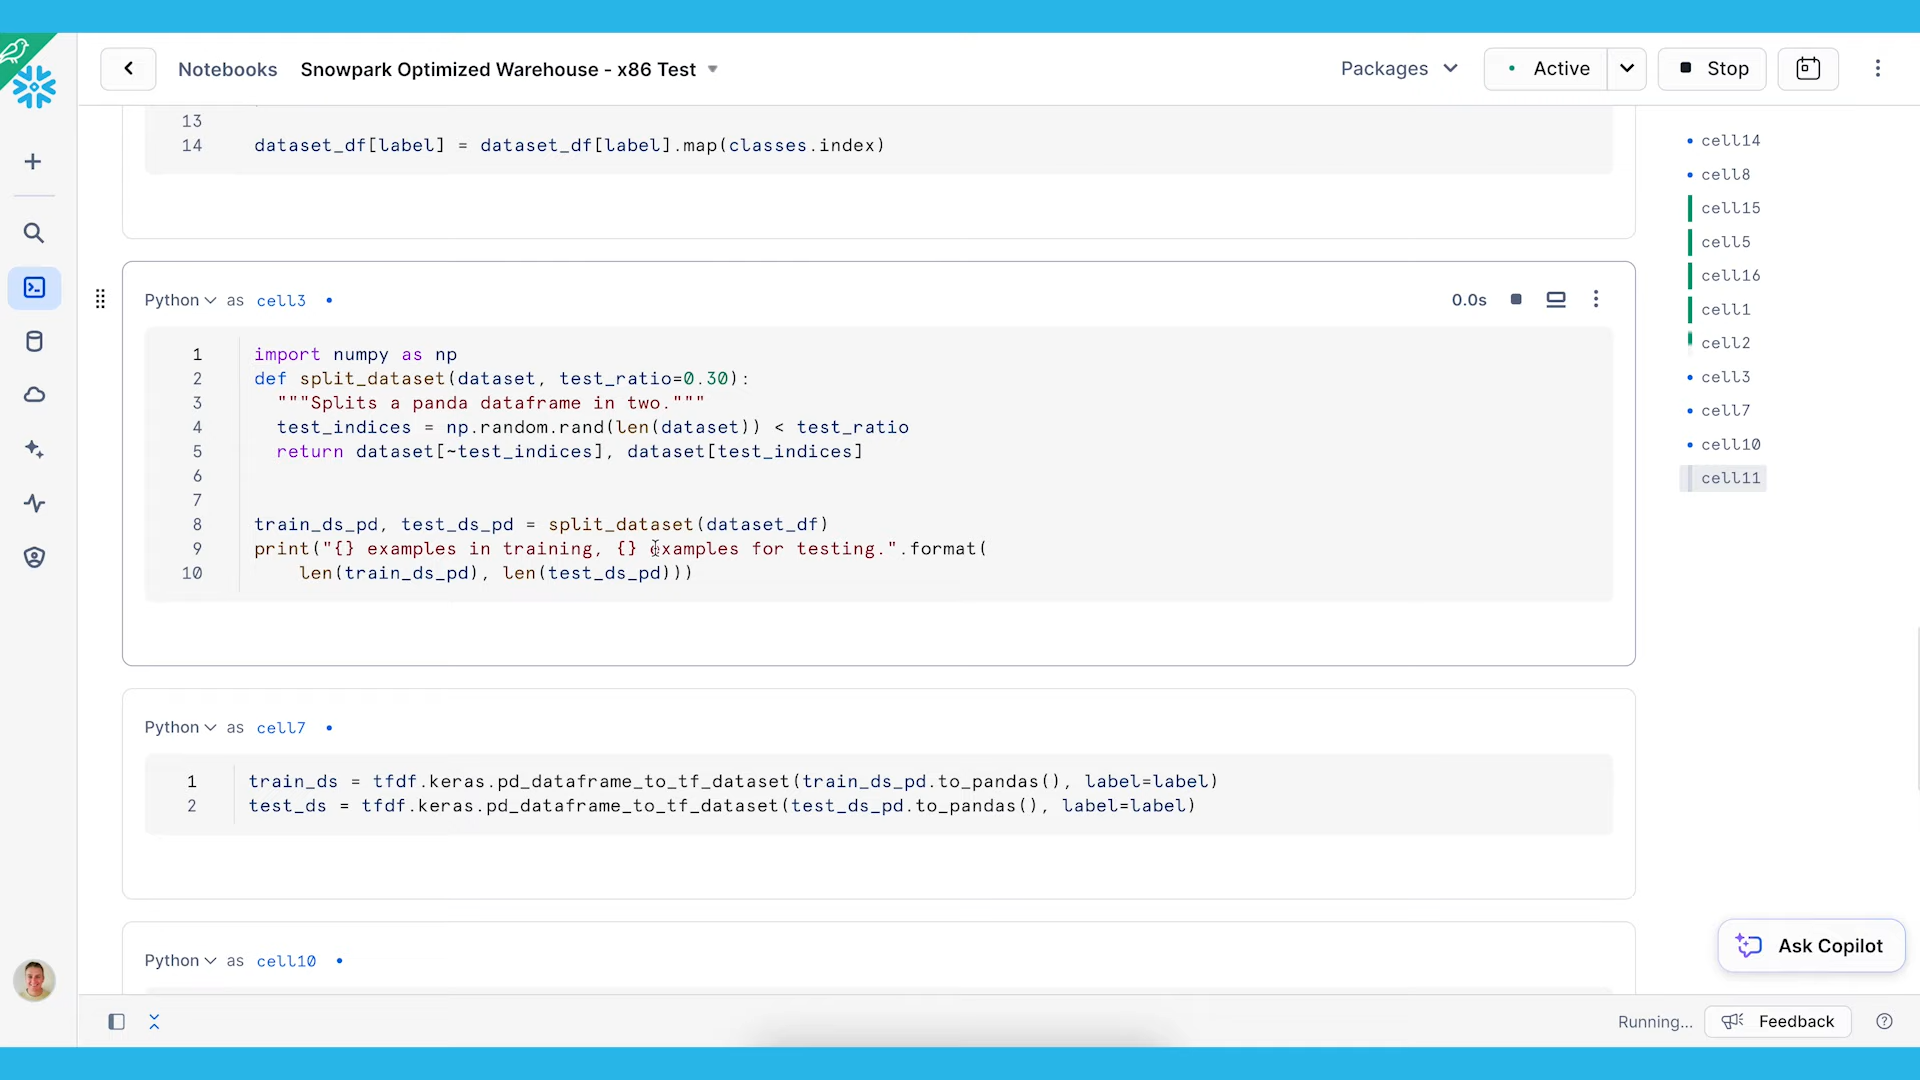 Notebooks
Snowpark Optimized Warehouse - x86 Test
Packages
Active
Stop
13
14 dataset_df[label] = dataset_df[label].map(classes.index)
Python as cell3
0.0s
1 import numpy as np
2 def split_dataset(dataset, test_ratio=0.30):
3 """Splits a panda dataframe in two."""
4 test_indices = np.random.rand(len(dataset)) < test_ratio
5 return dataset[~test_indices], dataset[test_indices]
6
7
8 train_ds_pd, test_ds_pd = split_dataset(dataset_df)
9 print("{} examples in training, {} examples for testing.".format(
10 len(train_ds_pd), len(test_ds_pd)))
Python as cell7
1 train_ds = tfdf.keras.pd_dataframe_to_tf_dataset(train_ds_pd.to_pandas(), label=label)
2 test_ds = tfdf.keras.pd_dataframe_to_tf_dataset(test_ds_pd.to_pandas(), label=label)
Python as cell10
cell14
cell8
cell15
cell5
cell16
cell1
cell2
cell3
cell7
cell10
cell11
Ask Copilot
Running...
Feedback